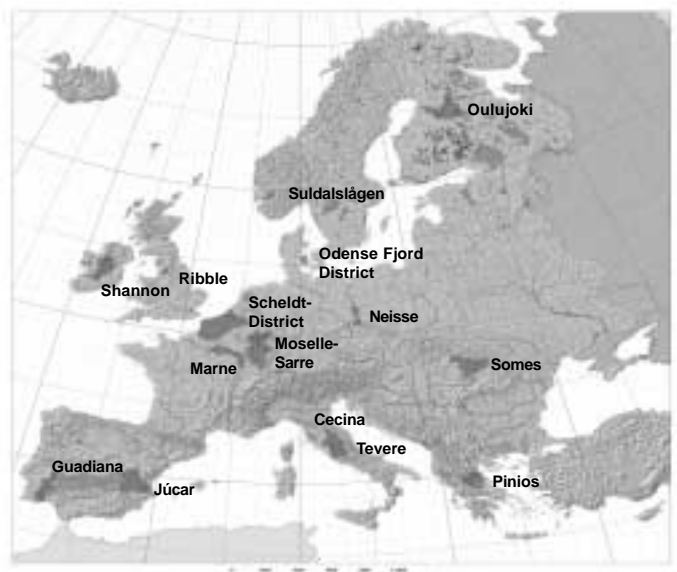 Oulujoki
Suldalslågen
Odense Fjord
District
Ribble
Shannon
Scheldt-
District
Neisse
Moselle-
Sarre
Marne
Somes
Cecina
Tevere
Guadiana
Júcar
Pinios